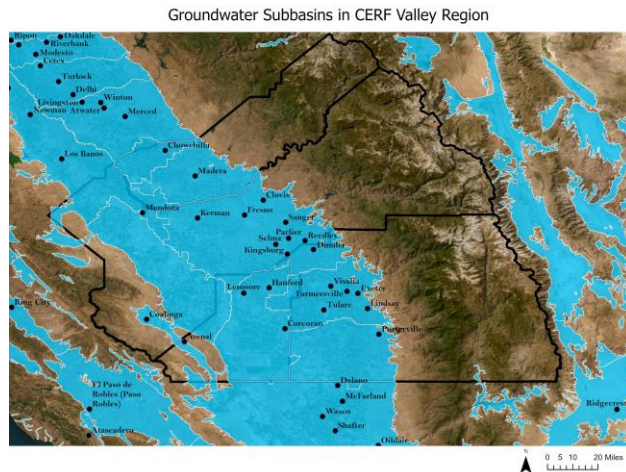 Groundwater Subbasins in CERF Valley Region
Ripon
Oakdale
Riverbank
Modesto
Ceres
Turlock
Delhi
Livingston
Winton
Newman
Atwater
Merced
Chowchilla
Los Banos
Madera
Mendota
Kerman
Fresno
Clovis
Sanger
Parlier
Selma
Reedley
Kingsburg
Dinuba
Lemoore
Hanford
Visalia
Farmersville
Exeter
King City
Coalinga
Tulare
Lindsay
Avenal
Corcoran
Porterville
El Paso de
Robles (Paso
Robles)
Delano
McFarland
Wasco
Ridgecrest
Atascadero
Shafter
Oildale
N
0 5 10 20 Miles